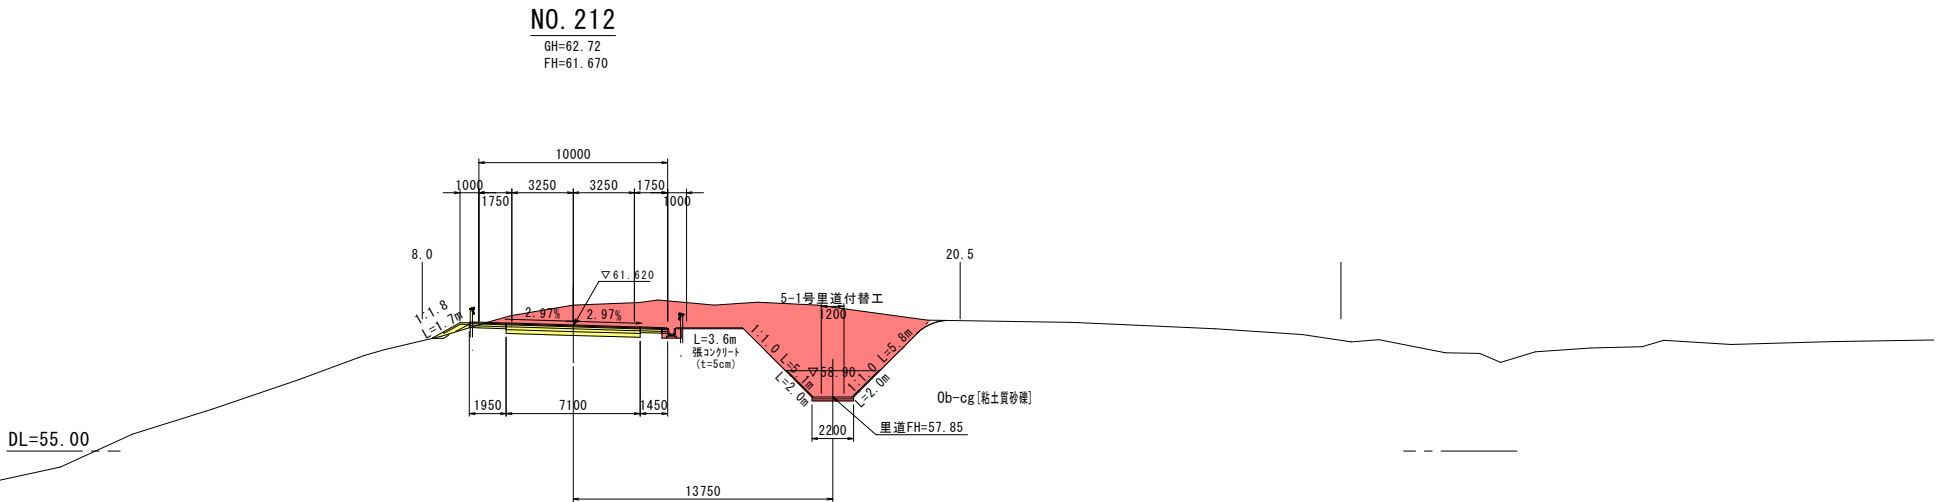 NO.212
GH=62.72
FH=61.670
10000
1000 3250 3250 1750
1750 1000
8.0 20.5
▽61.620
5-1号里道付替工
1200
1:1.8
L=1.7m
2.97% 2.97%
L=3.6m
張コンクリート
(t=5cm)
1:1.0 L=5.1m
L=2.0m
▽58.90
1:1.0 L=5.8m
L=2.0m
Ob-cg[粘土質砂礫]
1950 7100 1450
2200
里道FH=57.85
DL=55.00
13750